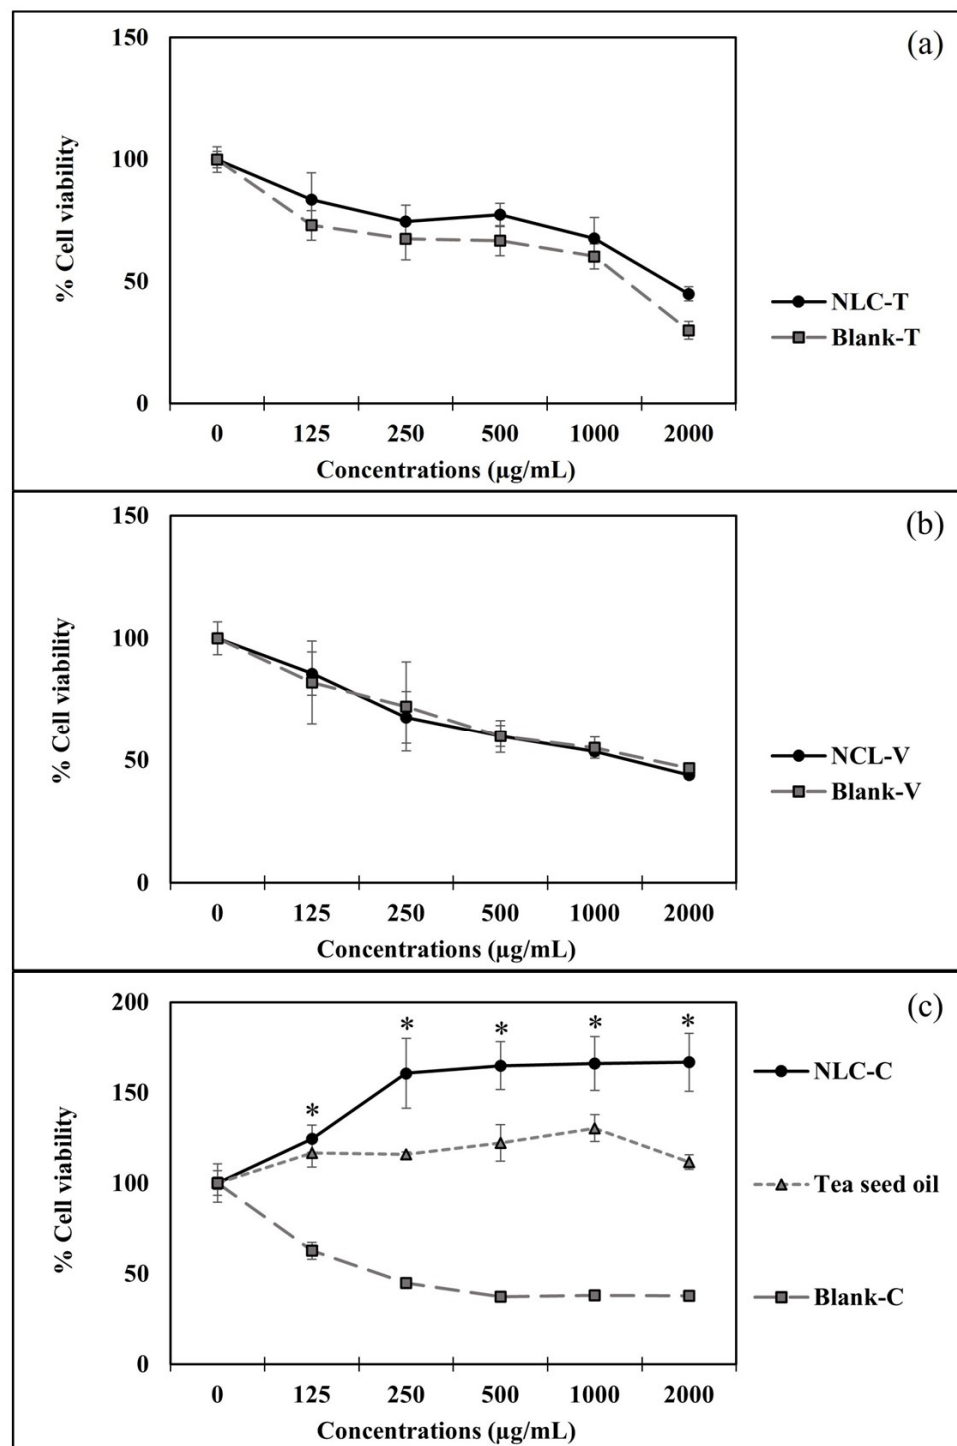 (a)
150
100
50
0
% Cell viability
0 125 250 500 1000 2000
Concentrations (µg/mL)
NLC-T
Blank-T
(b)
150
100
50
0
% Cell viability
0 125 250 500 1000 2000
Concentrations (µg/mL)
NCL-V
Blank-V
(c)
200
150
100
50
0
% Cell viability
* * * * *
0 125 250 500 1000 2000
Concentrations (µg/mL)
NLC-C
Tea seed oil
Blank-C